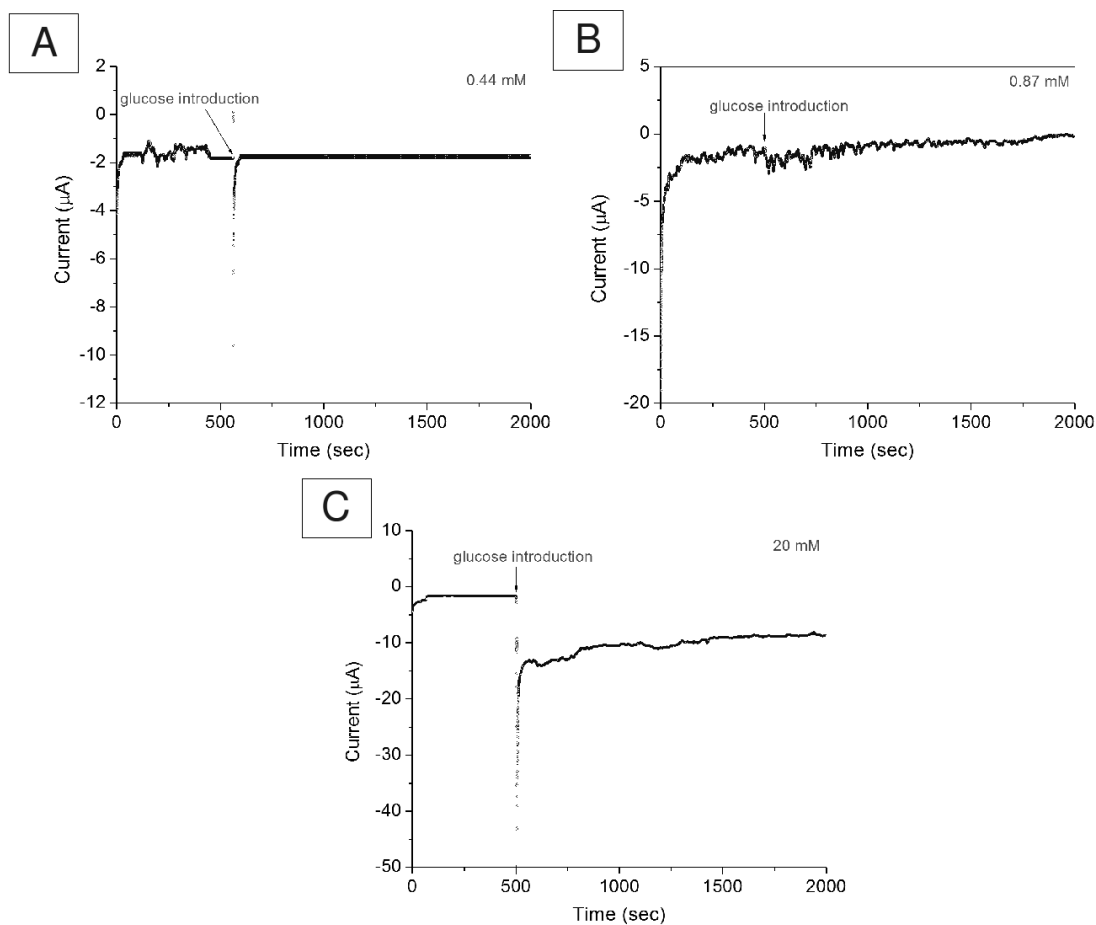 A
0.44 mM
glucose introduction
2
0
-2
-4
-6
-8
-10
-12
Current (μA)
0
500
1000
1500
2000
Time (sec)
B
0.87 mM
glucose introduction
5
0
-5
-10
-15
-20
Current (μA)
0
500
1000
1500
2000
Time (sec)
C
20 mM
glucose introduction
10
0
-10
-20
-30
-40
-50
Current (μA)
0
500
1000
1500
2000
Time (sec)